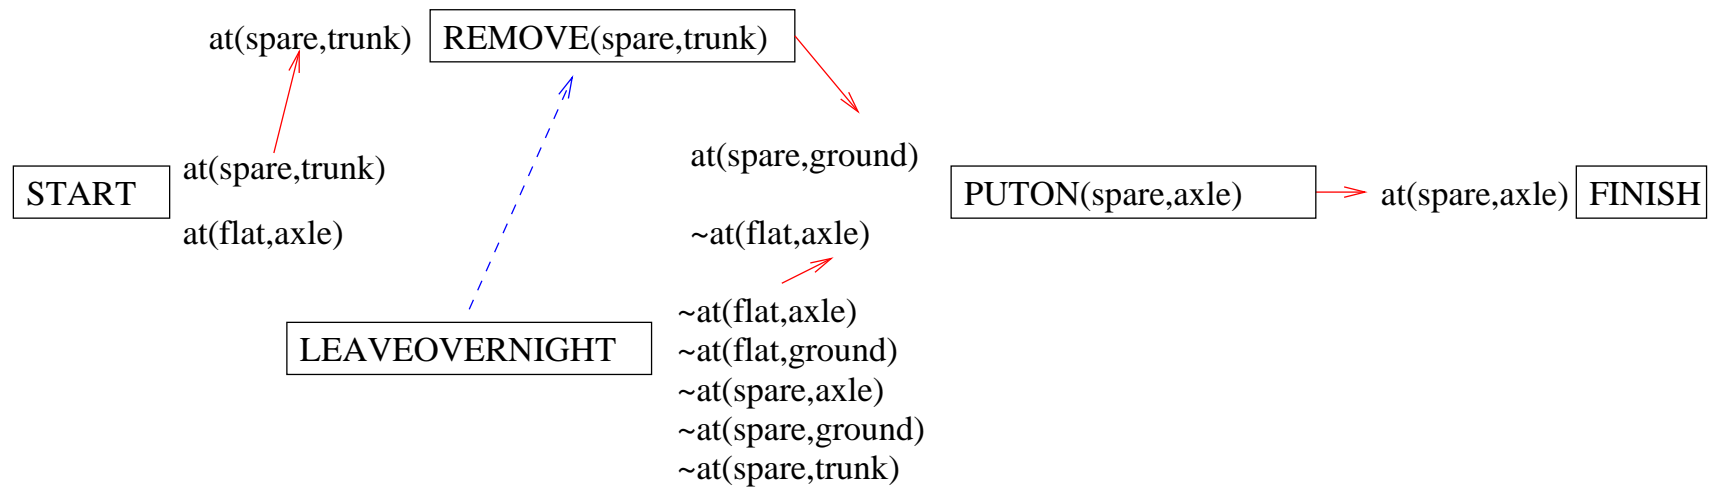 at(spare,trunk) REMOVE(spare,trunk)
at(spare,ground)
at(spare,trunk)
START PUTON(spare,axle) at(spare,axle) FINISH
at(flat,axle) ~at(flat,axle)
~at(flat,axle)
LEAVEOVERNIGHT ~at(flat,ground)
~at(spare,axle)
~at(spare,ground)
~at(spare,trunk)